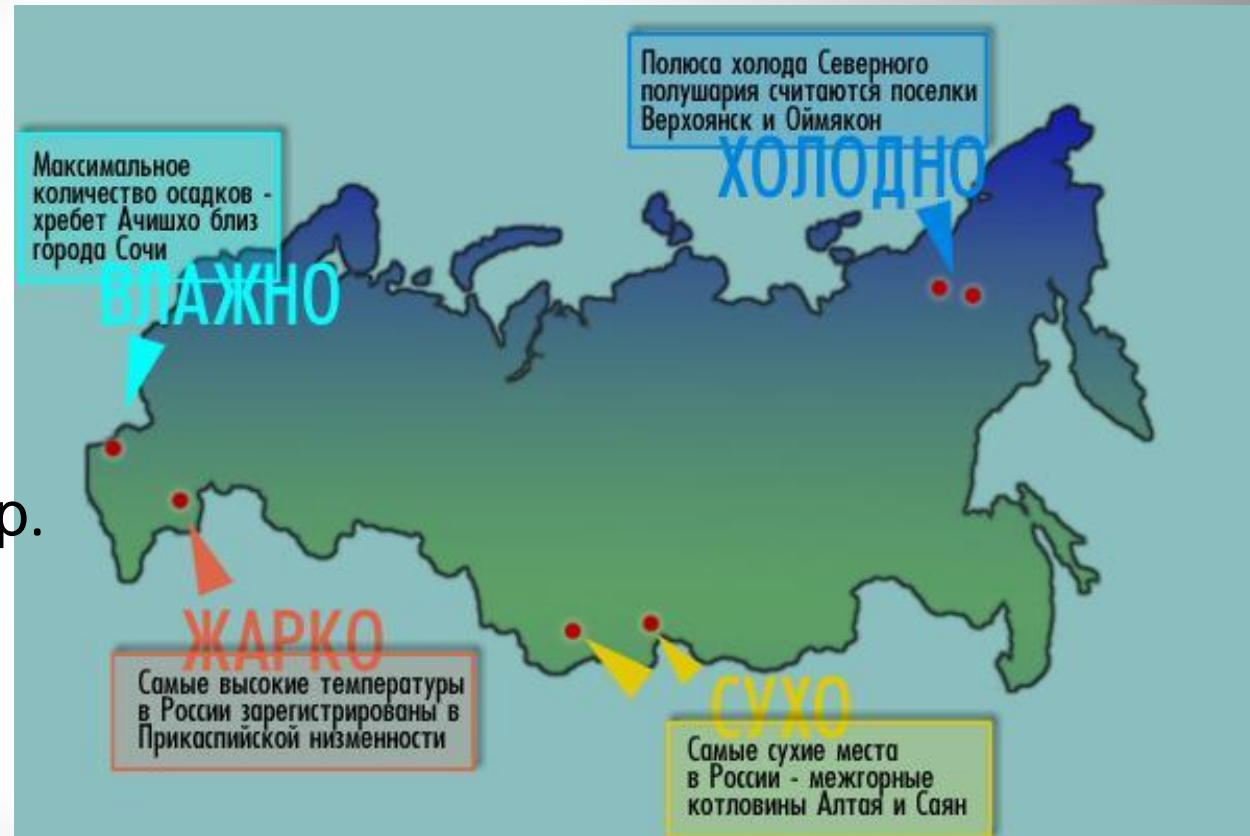 Полюса холода Северного
полушария считаются поселки
Верхоянск и Оймякон
ХОЛОДНО
Максимальное
количество осадков -
хребет Ачишхо близ
города Сочи
ВЛАЖНО
р.
ЖАРКО
Самые высокие температуры
в России зарегистрированы в
Прикаспийской низменности
СУХО
Самые сухие места
в России - межгорные
котловины Алтая и Саян